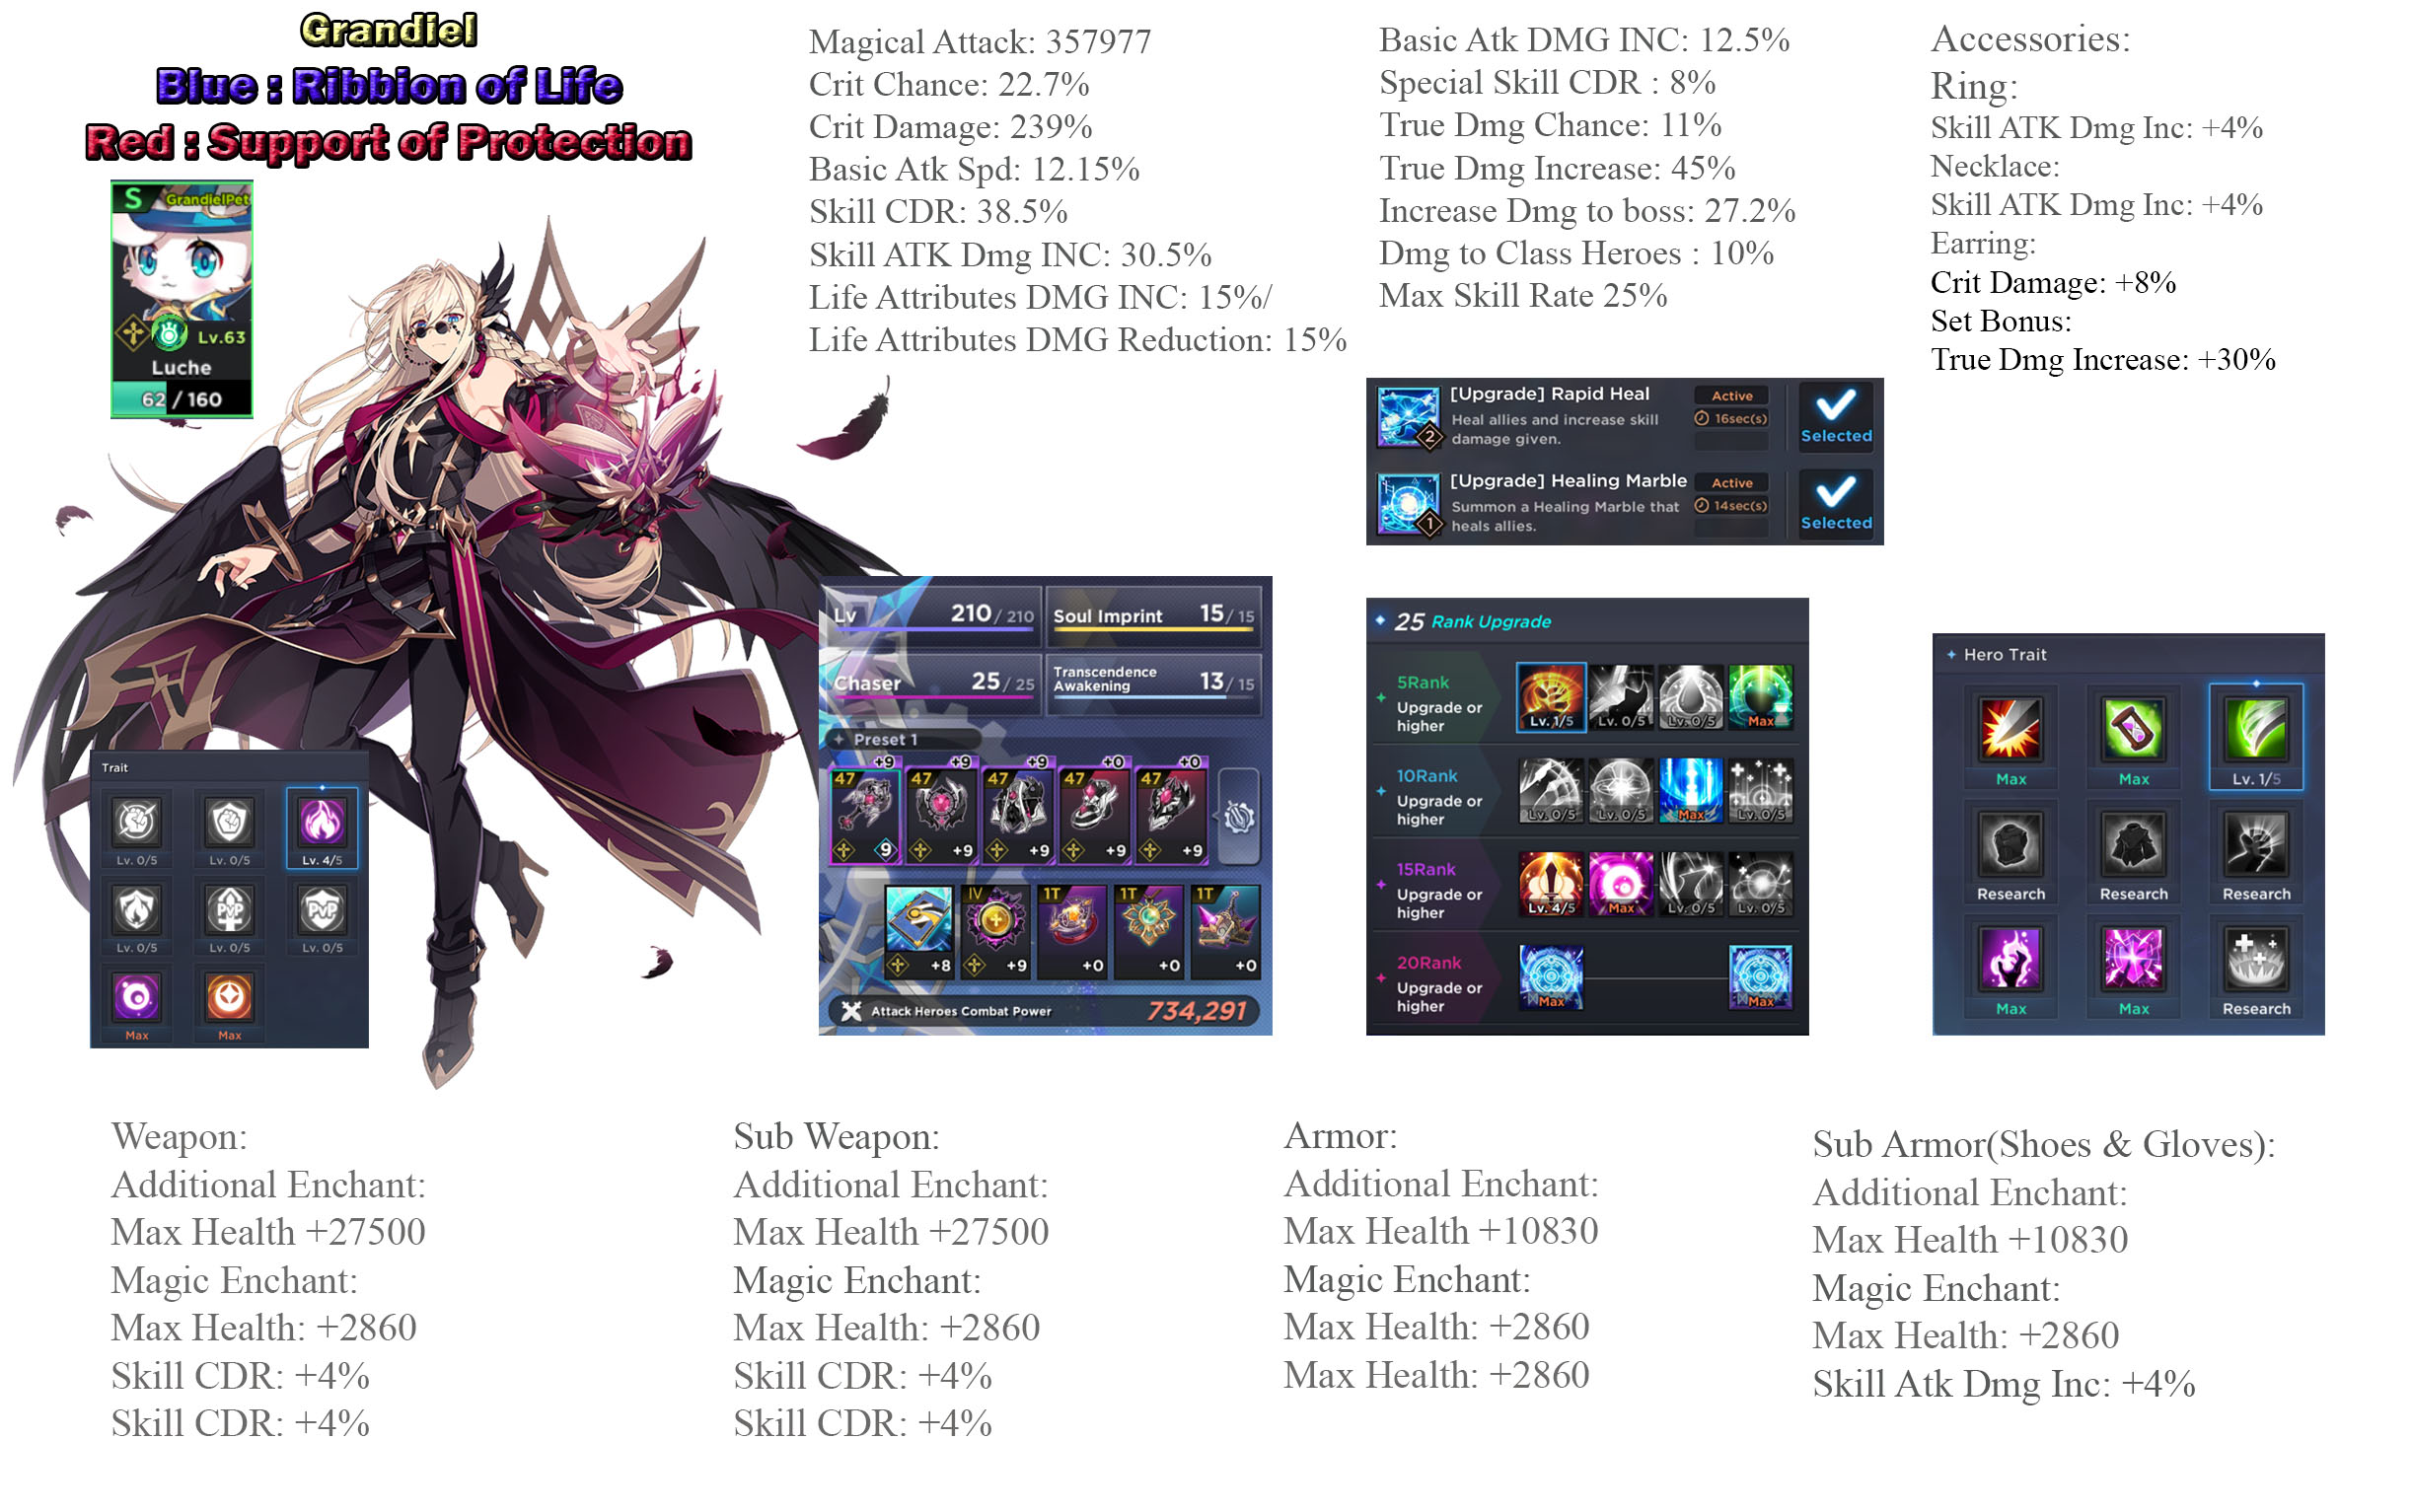 Grandiel
Blue : Ribbion of Life
Red : Support of Protection
S GrandielPet
Lv.63
Luche
62 / 160
Magical Attack: 357977
Crit Chance: 22.7%
Crit Damage: 239%
Basic Atk Spd: 12.15%
Skill CDR: 38.5%
Skill ATK Dmg INC: 30.5%
Life Attributes DMG INC: 15%/
Life Attributes DMG Reduction: 15%
Basic Atk DMG INC: 12.5%
Special Skill CDR : 8%
True Dmg Chance: 11%
True Dmg Increase: 45%
Increase Dmg to boss: 27.2%
Dmg to Class Heroes : 10%
Max Skill Rate 25%
Accessories:
Ring:
Skill ATK Dmg Inc: +4%
Necklace:
Skill ATK Dmg Inc: +4%
Earring:
Crit Damage: +8%
Set Bonus:
True Dmg Increase: +30%
[Upgrade] Rapid Heal
Heal allies and increase skill
damage given.
2
Active
16sec(s)
Selected
[Upgrade] Healing Marble
Summon a Healing Marble that
heals allies.
1
Active
14sec(s)
Selected
Trait
Lv. 0/5 Lv. 0/5 Lv. 4/5
PvP PvP
Lv. 0/5 Lv. 0/5 Lv. 0/5
Max Max
Lv 210/ 210
Soul Imprint 15/ 15
Chaser 25/ 25
Transcendence
Awakening 13/ 15
Preset 1
+9 +9 +9 +0 +0
47 47 47 47 47
9 +9 +9 +9 +9
IV 1T 1T 1T
+8 +9 +0 +0 +0
Attack Heroes Combat Power 734,291
25 Rank Upgrade
5Rank
Upgrade or
higher
Lv. 1/5 Lv. 0/5 Lv. 0/5 Max
10Rank
Upgrade or
higher
Lv. 0/5 Lv. 0/5 Max Lv. 0/5
15Rank
Upgrade or
higher
Lv. 4/5 Max Lv. 0/5 Lv. 0/5
20Rank
Upgrade or
higher
Max Max
Hero Trait
Max Max Lv. 1/5
Research Research Research
Max Max Research
Weapon:
Additional Enchant:
Max Health +27500
Magic Enchant:
Max Health: +2860
Skill CDR: +4%
Skill CDR: +4%
Sub Weapon:
Additional Enchant:
Max Health +27500
Magic Enchant:
Max Health: +2860
Skill CDR: +4%
Skill CDR: +4%
Armor:
Additional Enchant:
Max Health +10830
Magic Enchant:
Max Health: +2860
Max Health: +2860
Sub Armor(Shoes & Gloves):
Additional Enchant:
Max Health +10830
Magic Enchant:
Max Health: +2860
Skill Atk Dmg Inc: +4%